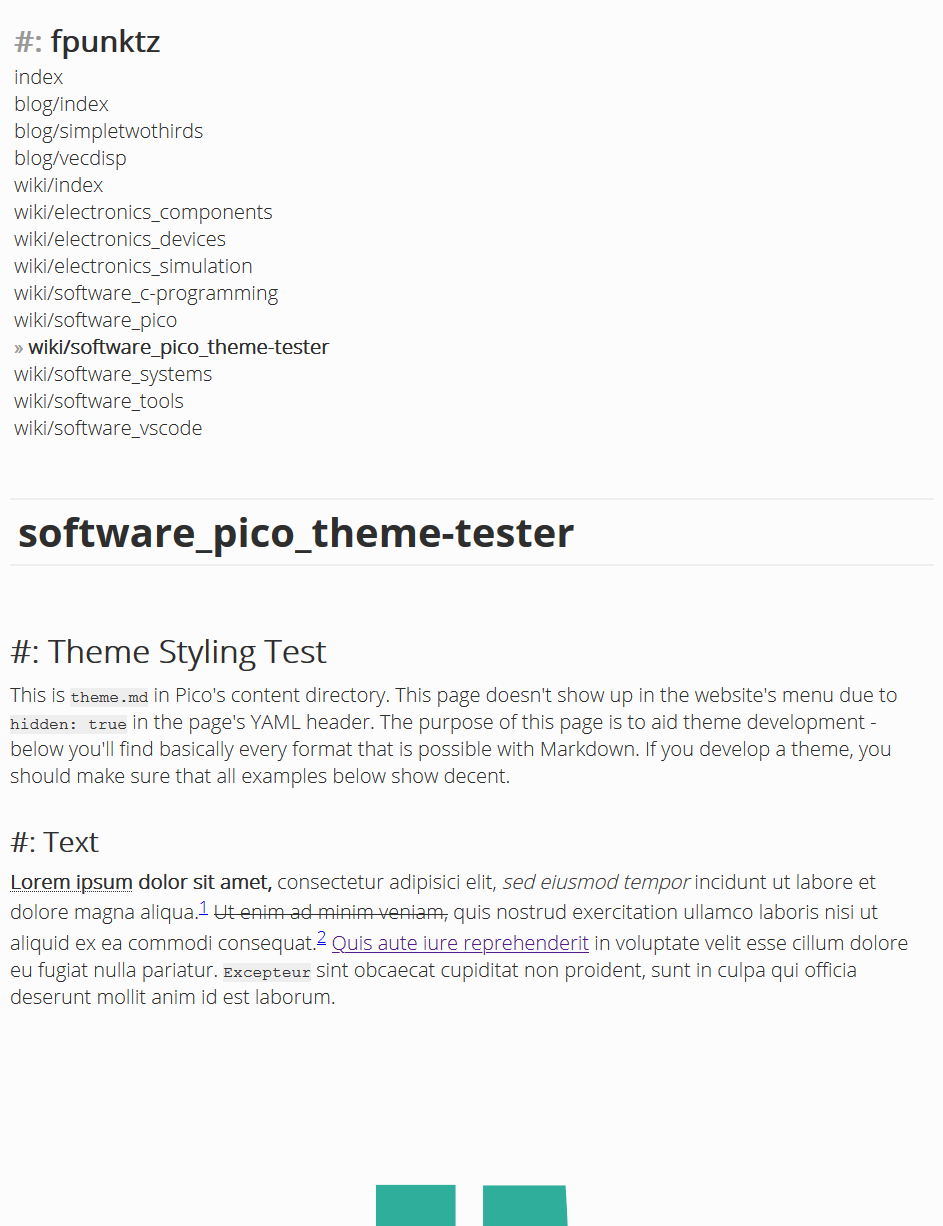 #: fpunktz
index
blog/index
blog/simpletwothirds
blog/vecdisp
wiki/index
wiki/electronics_components
wiki/electronics_devices
wiki/electronics_simulation
wiki/software_c-programming
wiki/software_pico
» wiki/software_pico_theme-tester
wiki/software_systems
wiki/software_tools
wiki/software_vscode
software_pico_theme-tester
#: Theme Styling Test
This is theme.md in Pico's content directory. This page doesn't show up in the website's menu due to
hidden: true in the page's YAML header. The purpose of this page is to aid theme development -
below you'll find basically every format that is possible with Markdown. If you develop a theme, you
should make sure that all examples below show decent.
#: Text
Lorem ipsum dolor sit amet, consectetur adipisici elit, sed eiusmod tempor incidunt ut labore et
dolore magna aliqua.1 Ut enim ad minim veniam, quis nostrud exercitation ullamco laboris nisi ut
aliquid ex ea commodi consequat.2 Quis aute iure reprehenderit in voluptate velit esse cillum dolore
eu fugiat nulla pariatur. Excepteur sint obcaecat cupiditat non proident, sunt in culpa qui officia
deserunt mollit anim id est laborum.